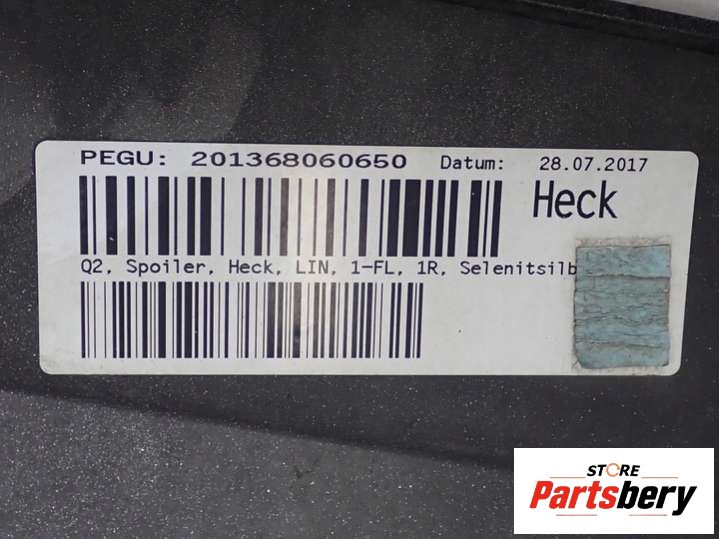 PEGU: 201368060650 Datum: 28.07.2017
Heck
Q2, Spoiler, Heck, LIN, 1-FL, 1R, Selenitsilb
STORE
Partsbery